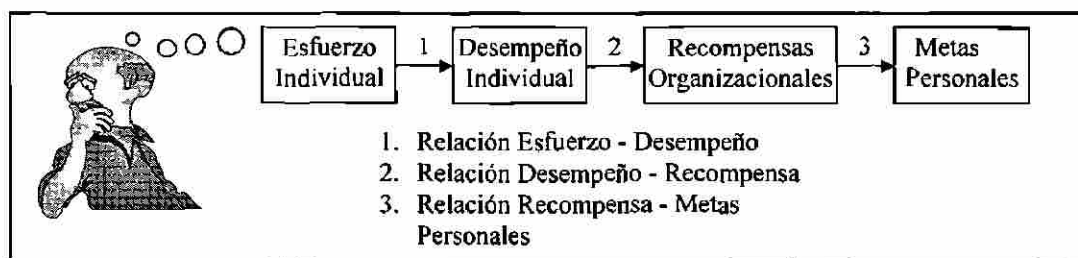 Esfuerzo 1 Desempeño 2 Recompensas 3 Metas
Individual Individual Organizacionales Personales
1. Relación Esfuerzo - Desempeño
2. Relación Desempeño - Recompensa
3. Relación Recompensa - Metas
Personales